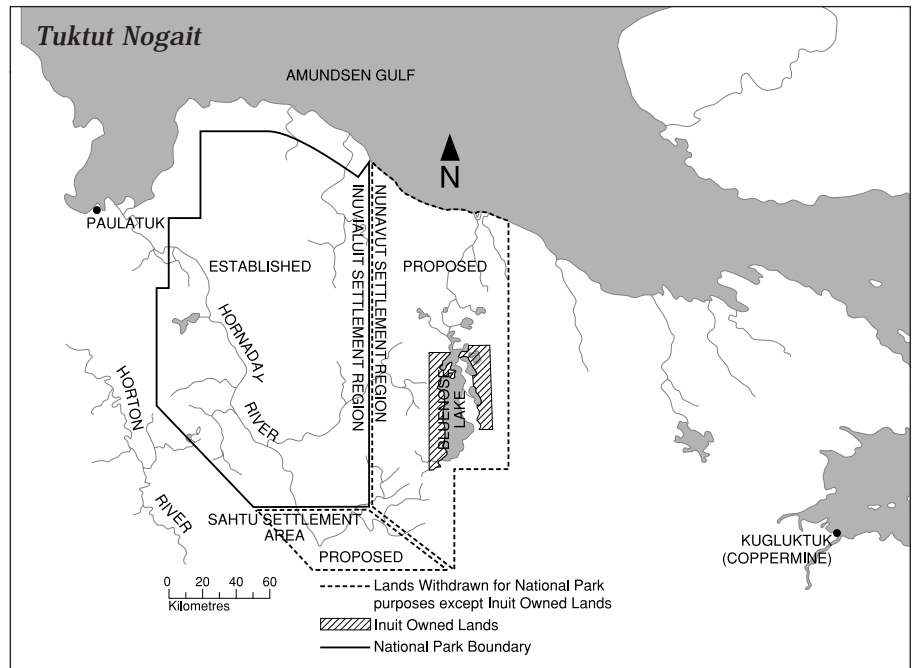 Tuktut Nogait
AMUNDSEN GULF
N
PAULATUK
ESTABLISHED
INUVIALUIT SETTLEMENT REGION
NUNAVUT SETTLEMENT REGION
PROPOSED
HORNADAY
RIVER
HORTON
RIVER
BLUENOSE
LAKE
SAHTU SETTLEMENT
AREA
PROPOSED
KUGLUKTUK
(COPPERMINE)
0 20 40 60
Kilometres
Lands Withdrawn for National Park
purposes except Inuit Owned Lands
Inuit Owned Lands
National Park Boundary